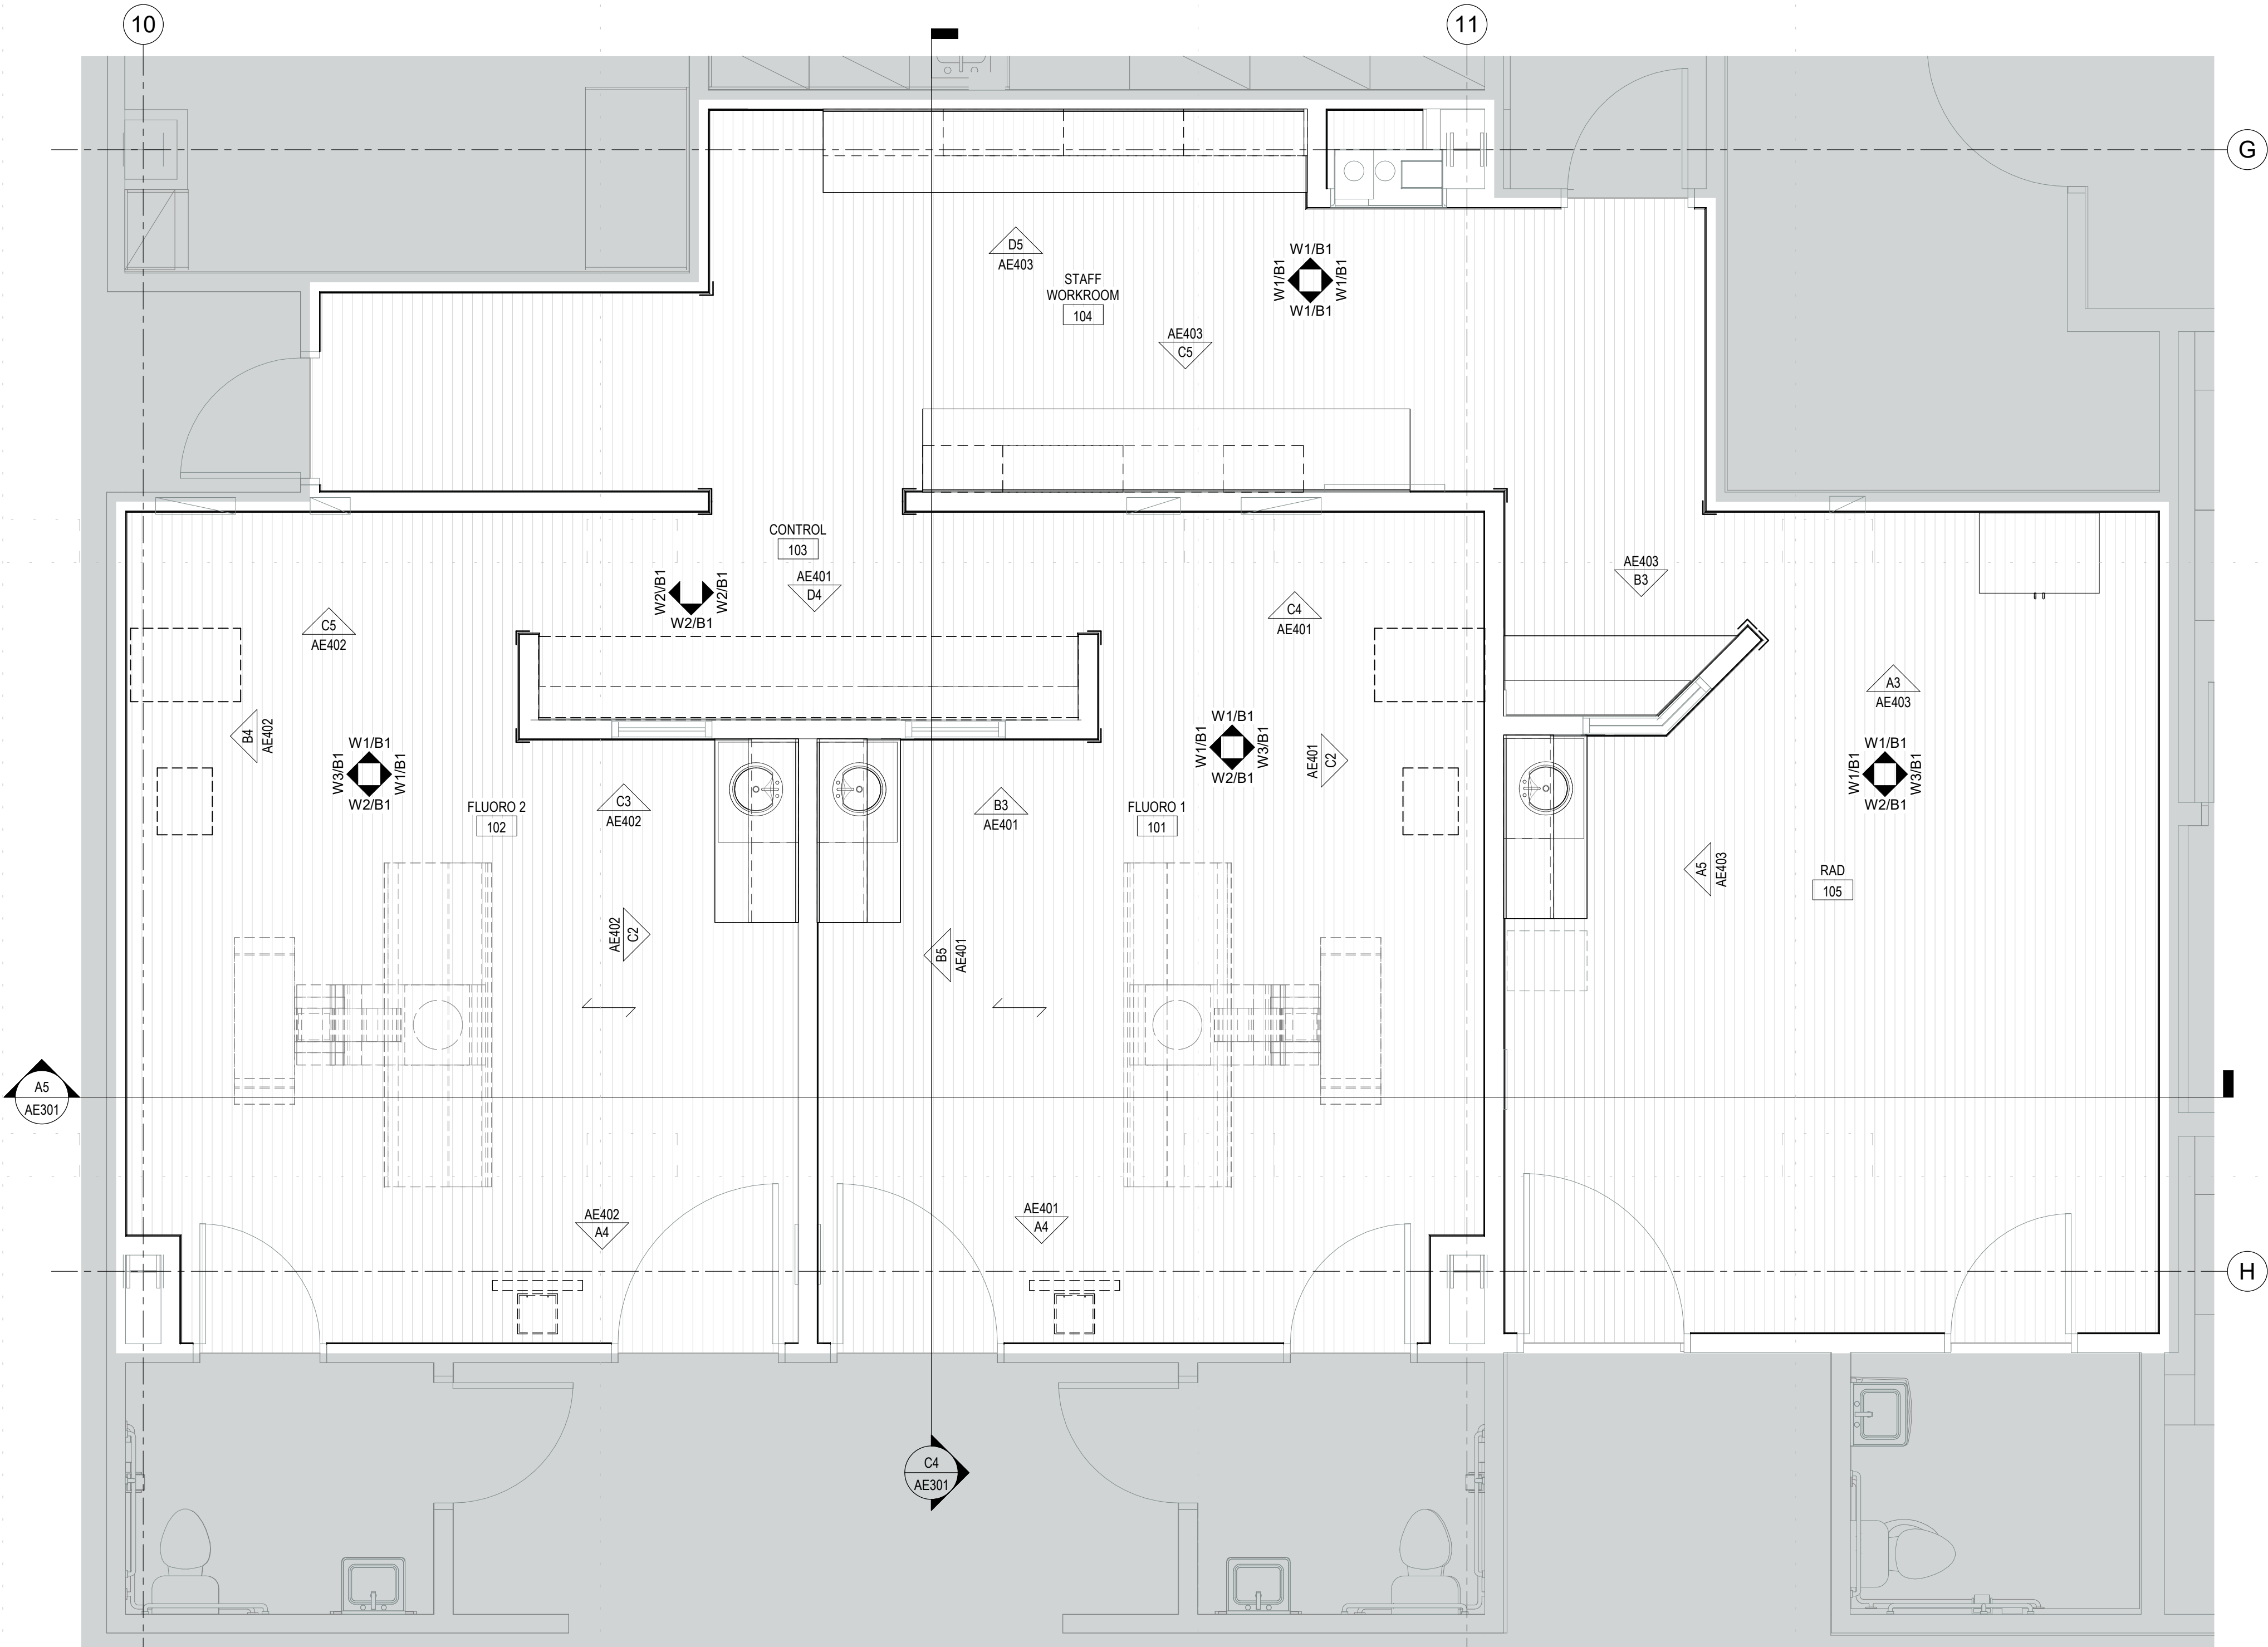 10
11
G
D5
AE403
STAFF
WORKROOM
104
W1/B1
W1/B1
W1/B1
W1/B1
AE403
C5
CONTROL
103
AE401
D4
W2\/B1
W2/B1
W2/B1
AE403
B3
C5
AE402
C4
AE401
A3
AE403
B4
AE402
W1/B1
W3/B1
W1/B1
W2/B1
W1/B1
W1/B1
W3/B1
W2/B1
AE401
C2
W1/B1
W1/B1
W3/B1
W2/B1
FLUORO 2
102
C3
AE402
B3
AE401
FLUORO 1
101
A5
AE403
RAD
105
AE402
C2
B5
AE401
A5
AE301
AE402
A4
AE401
A4
H
C4
AE301